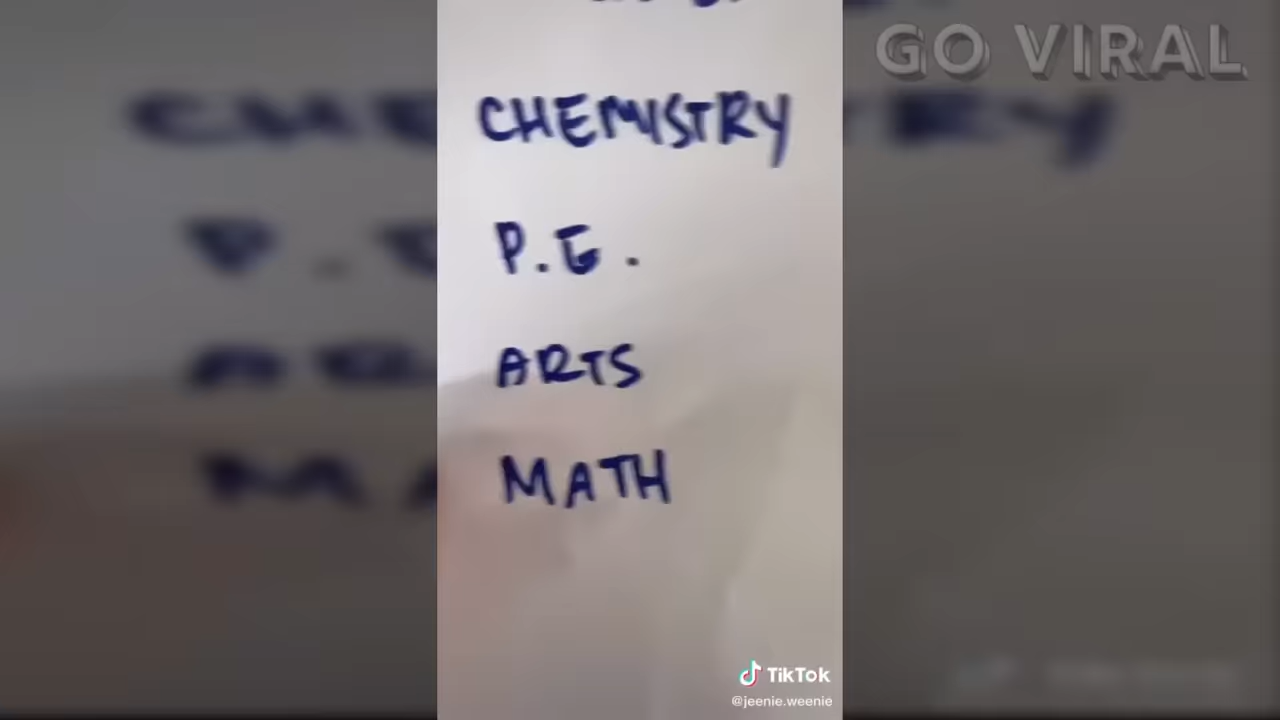 GO VIRAL
CHEMISTRY
P.E.
ARTS
MATH
TikTok
@jeenie.weenie